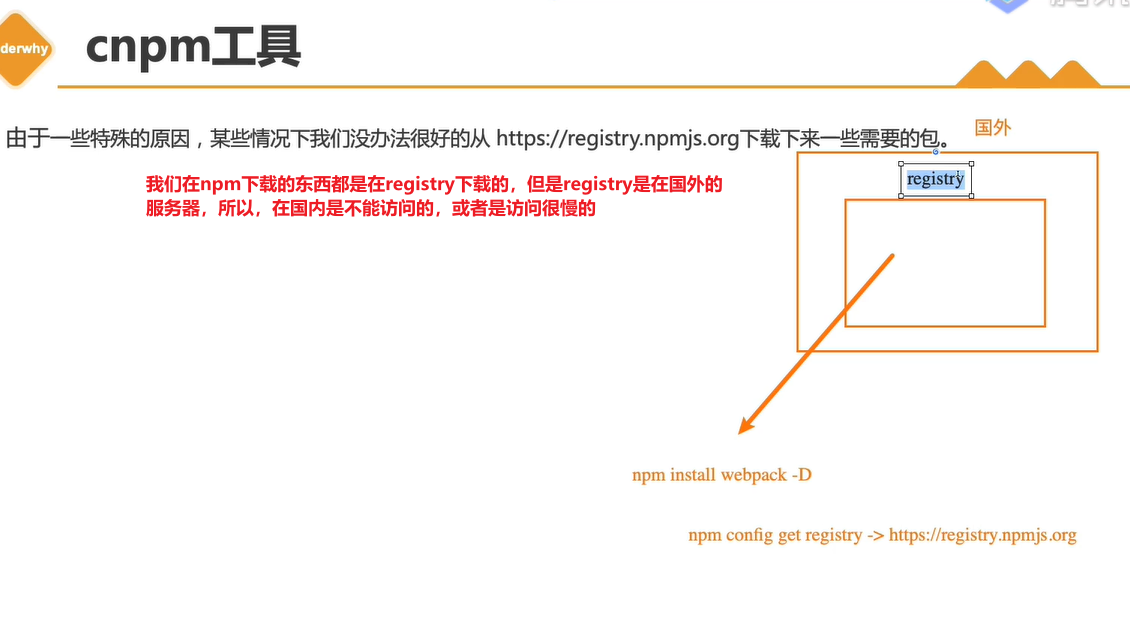 derwhy
cnpm工具
由于一些特殊的原因，某些情况下我们没办法很好的从 https://registry.npmjs.org下载下来一些需要的包。
国外
registry
我们在npm下载的东西都是在registry下载的，但是registry是在国外的
服务器，所以，在国内是不能访问的，或者是访问很慢的
npm install webpack -D
npm config get registry -> https://registry.npmjs.org